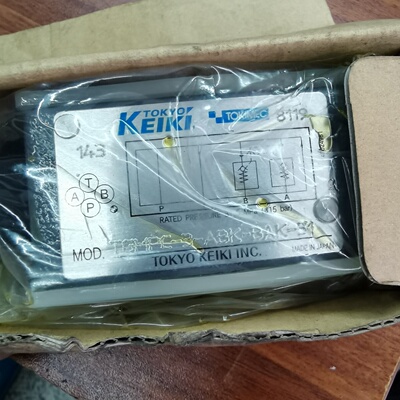 TOKYO
KEIKI TOKIMEC 8119
143
T
A B
P
P B A
RATED PRESSURE
MOD.
TOKYO KEIKI INC. MADE IN JAPAN